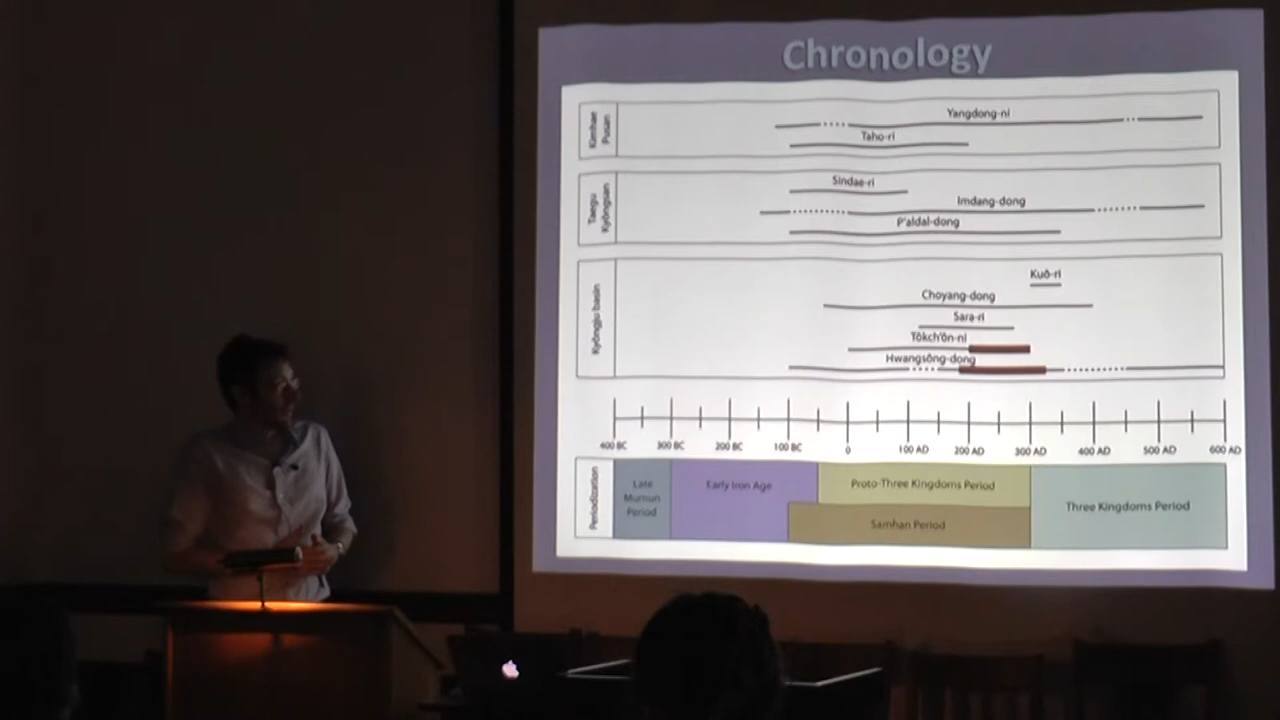 Chronology
Kimhae
Pusan
Yangdong-ni
Taho-ri
Taegu
Kyŏngsan
Sindae-ri
Imdang-dong
P'aldal-dong
Kyŏngju basin
Kuŏ-ri
Choyang-dong
Sara-ri
Tŏkch'ŏn-ni
Hwangsŏng-dong
400 BC
300 BC
200 BC
100 BC
0
100 AD
200 AD
300 AD
400 AD
500 AD
600 AD
Periodization
Late
Mumun
Period
Early Iron Age
Proto-Three Kingdoms Period
Samhan Period
Three Kingdoms Period